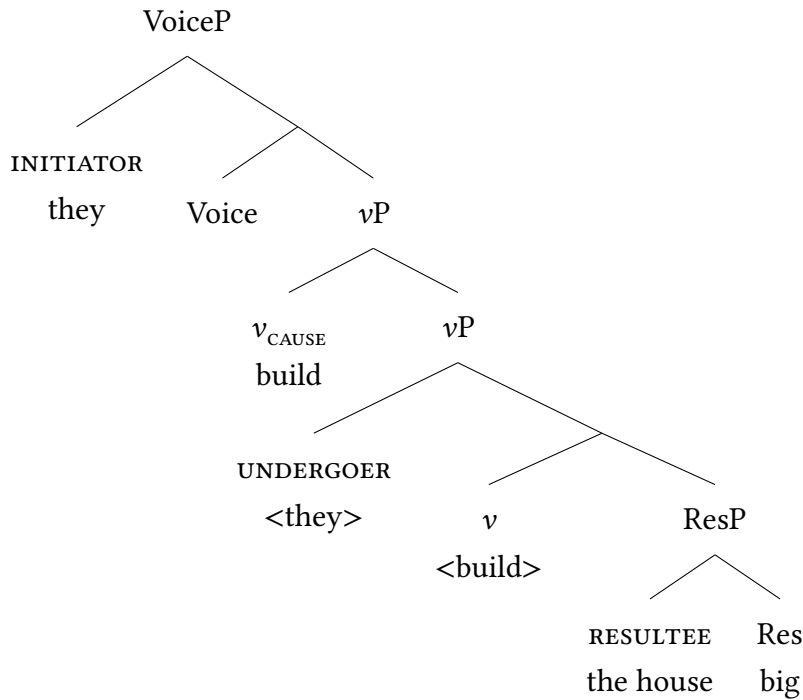 VoiceP
INITIATOR
they
Voice
vP
vCAUSE
build
vP
UNDERGOER
<they>
v
<build>
ResP
RESULTEE
the house
Res
big